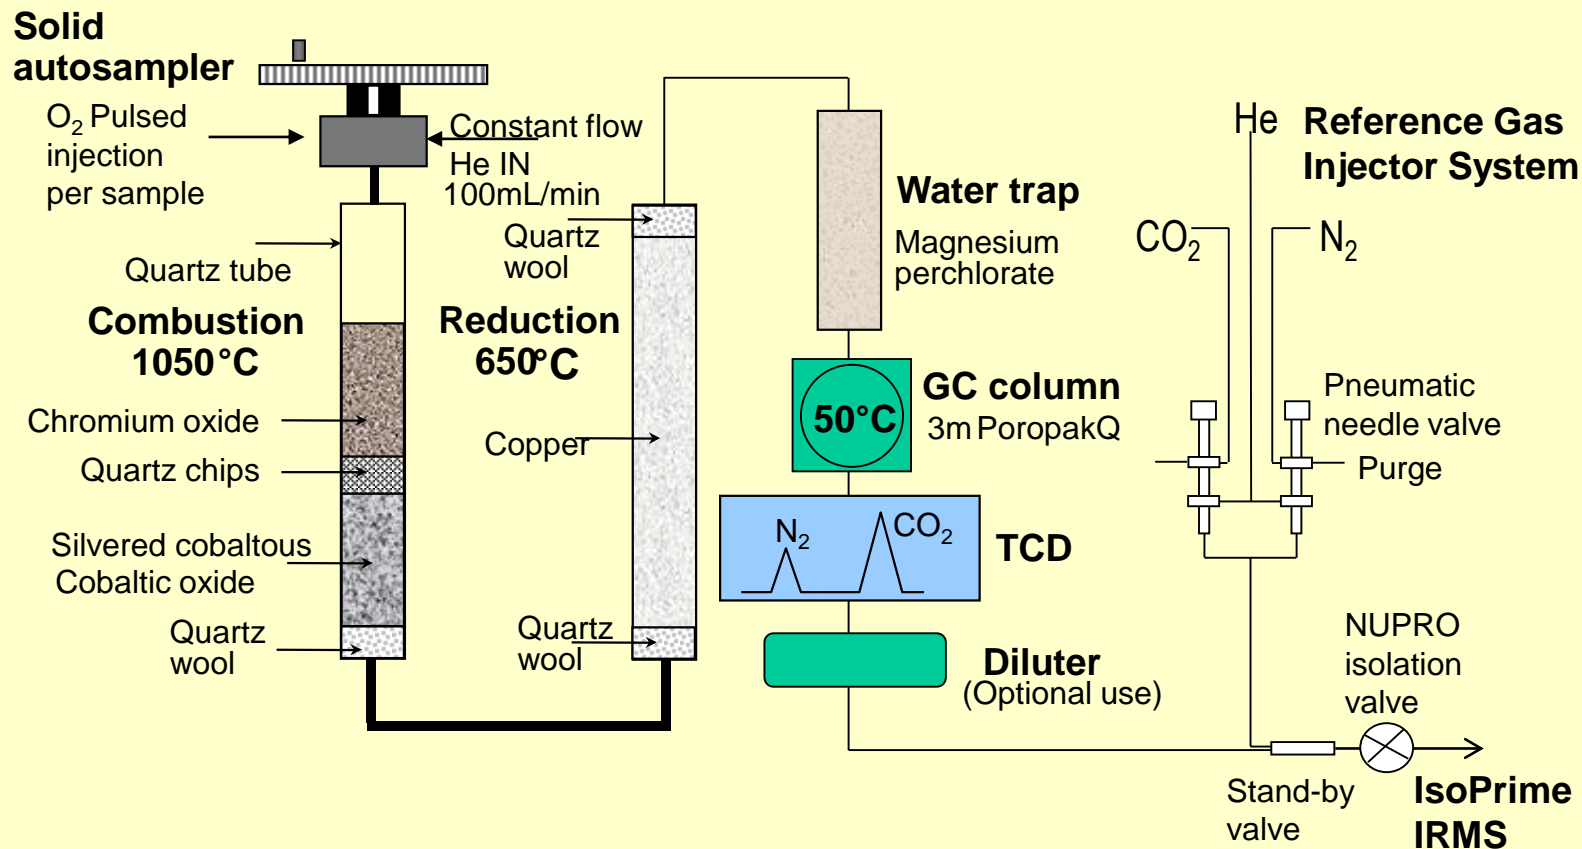 Solid
autosampler
O2 Pulsed
injection
per sample
Constant flow
He IN
100mL/min
Quartz tube
Combustion
1050°C
Chromium oxide
Quartz chips
Silvered cobaltous
Cobaltic oxide
Quartz
wool
Quartz
wool
Reduction
650°C
Copper
Quartz
wool
Water trap
Magnesium
perchlorate
50°C
GC column
3m PoropakQ
N2
CO2
TCD
Diluter
(Optional use)
He
Reference Gas
Injector System
CO2
N2
Pneumatic
needle valve
Purge
NUPRO
isolation
valve
Stand-by
valve
IsoPrime
IRMS